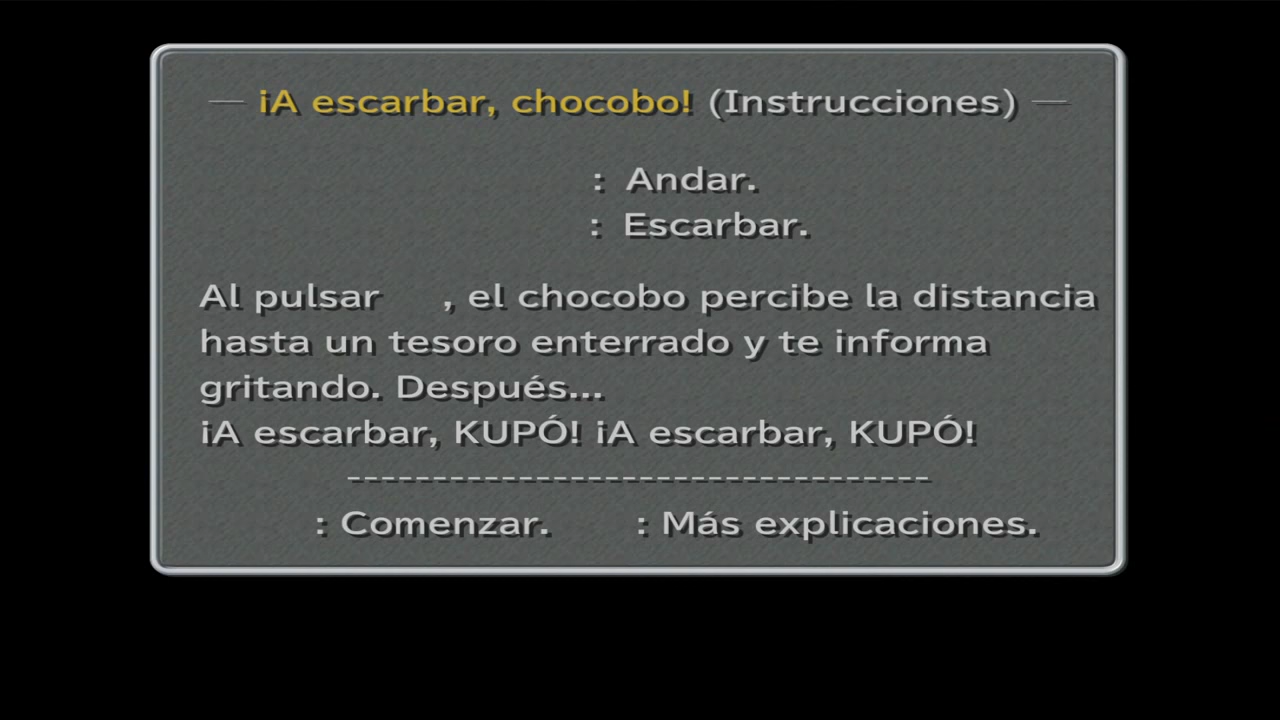 — ¡A escarbar, chocobo! (Instrucciones) —
: Andar.
: Escarbar.
Al pulsar , el chocobo percibe la distancia
hasta un tesoro enterrado y te informa
gritando. Después...
¡A escarbar, KUPÓ! ¡A escarbar, KUPÓ!
-----------------------------------
: Comenzar. : Más explicaciones.